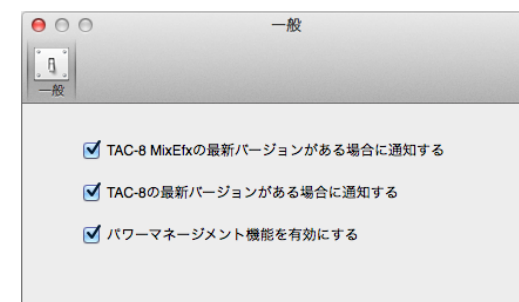 一般
一般
TAC-8 MixEfxの最新バージョンがある場合に通知する
TAC-8の最新バージョンがある場合に通知する
パワーマネージメント機能を有効にする